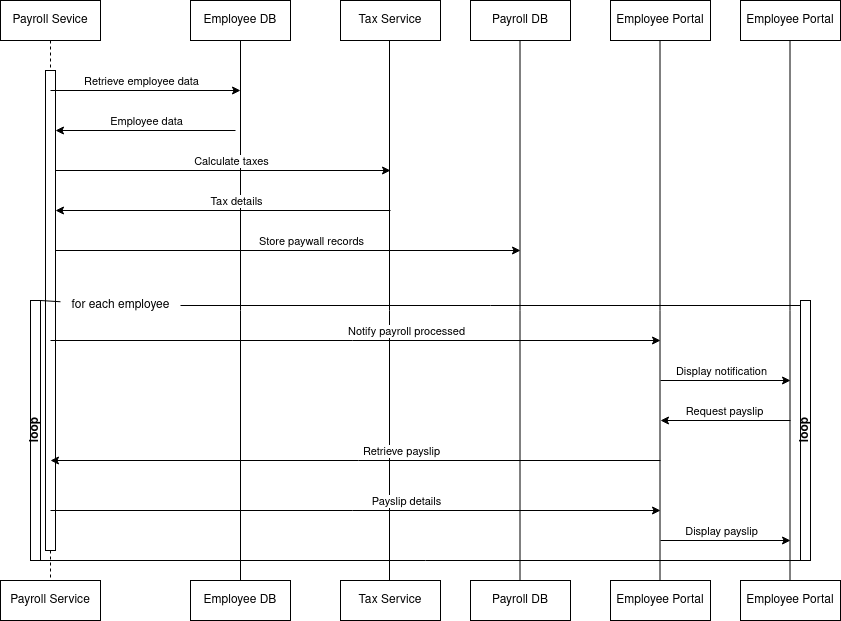 Payroll Sevice
Employee DB
Tax Service
Payroll DB
Employee Portal
Employee Portal
Retrieve employee data
Employee data
Calculate taxes
Tax details
Store paywall records
for each employee
Notify payroll processed
Display notification
Request payslip
loop
loop
Retrieve payslip
Payslip details
Display payslip
Payroll Service
Employee DB
Tax Service
Payroll DB
Employee Portal
Employee Portal